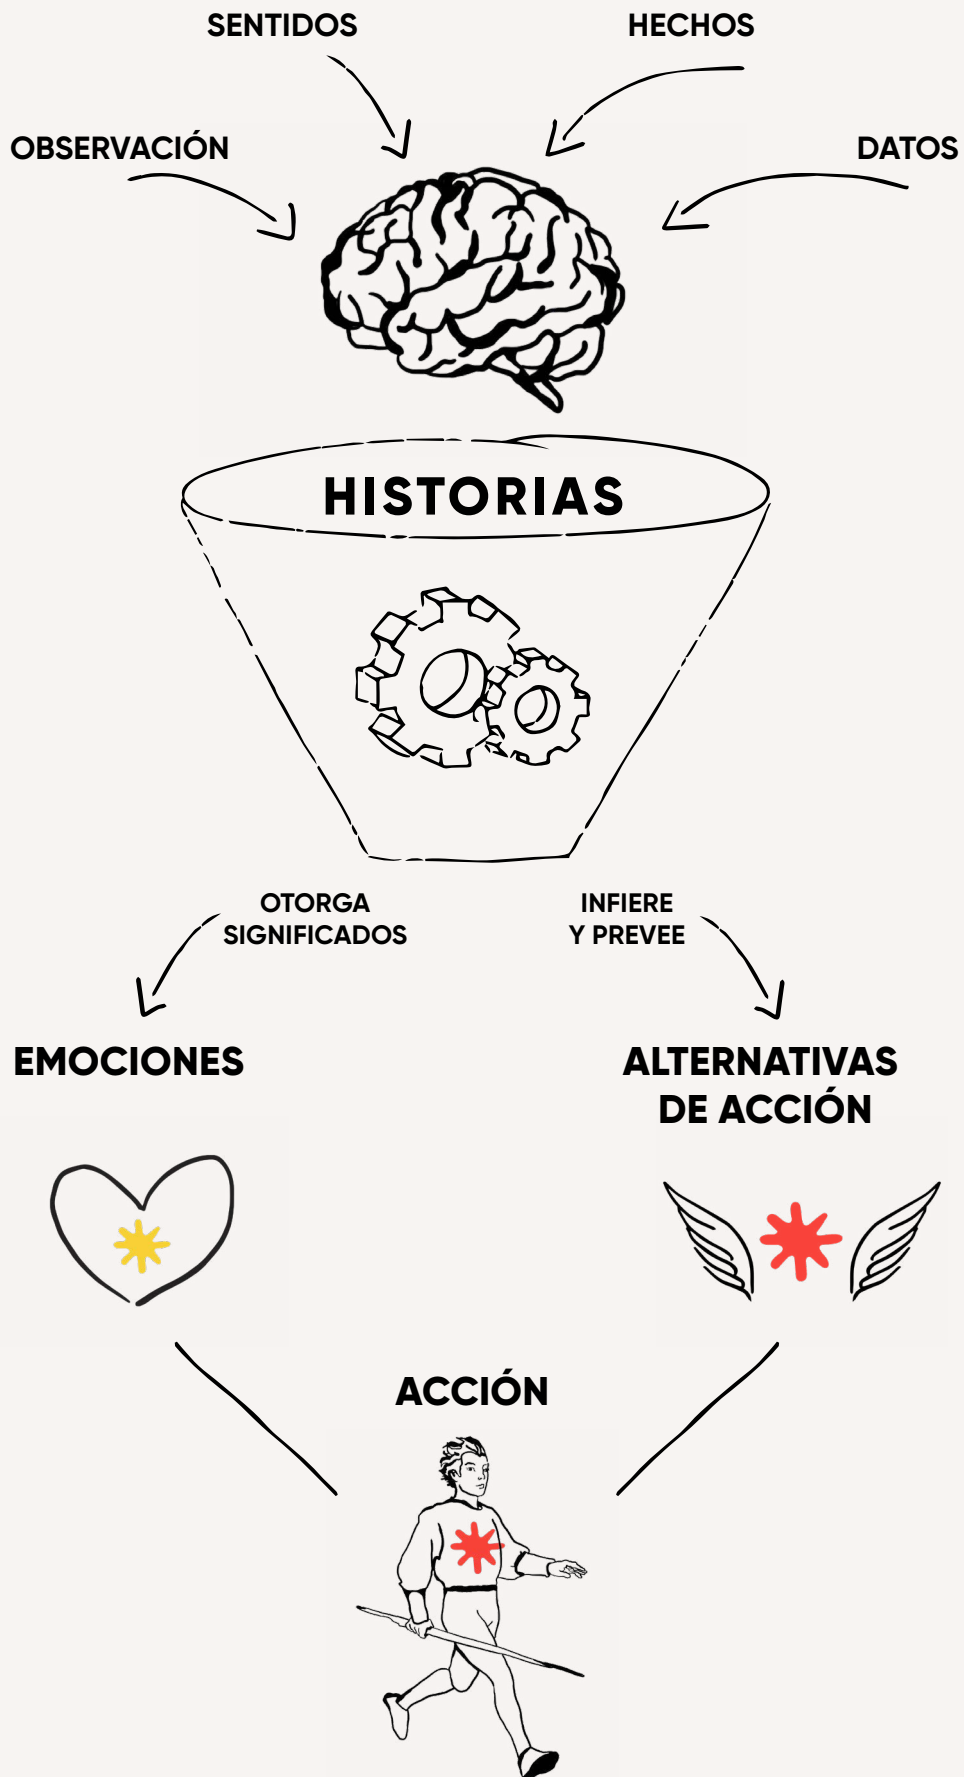 SENTIDOS
HECHOS
OBSERVACIÓN
DATOS
HISTORIAS
OTORGA
SIGNIFICADOS
INFIERE
Y PREVEE
EMOCIONES
ALTERNATIVAS
DE ACCIÓN
ACCIÓN